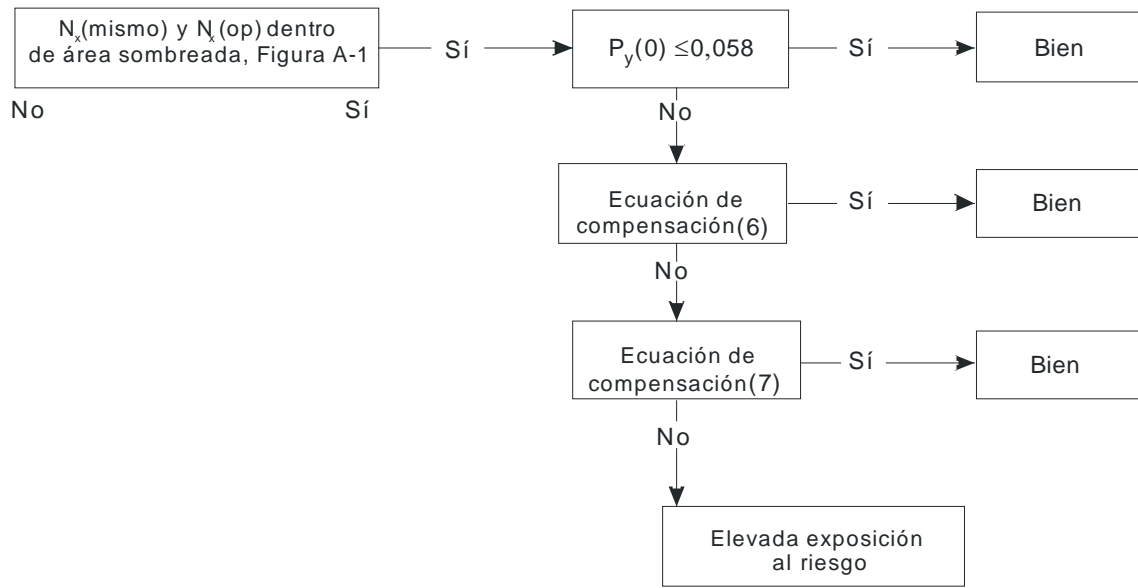 Nx(mismo) y Nx(op) dentro
de área sombreada, Figura A-1
Sí
Py(0) ≤0,058
Sí
Bien
No
Sí
No
Ecuación de
compensación(6)
Sí
Bien
No
Ecuación de
compensación(7)
Sí
Bien
No
Elevada exposición
al riesgo